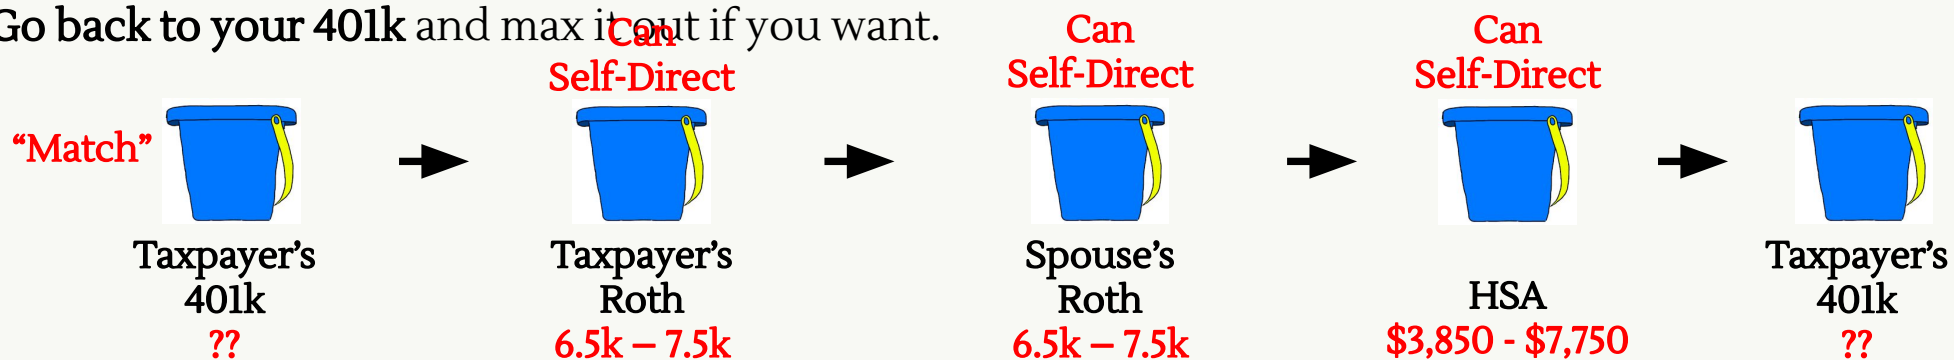 Go back to your 401k and max it out if you want.
Can
Self-Direct
Can
Self-Direct
Can
Self-Direct
“Match”
Taxpayer’s
401k
??
Taxpayer’s
Roth
6.5k – 7.5k
Spouse’s
Roth
6.5k – 7.5k
HSA
$3,850 - $7,750
Taxpayer’s
401k
??